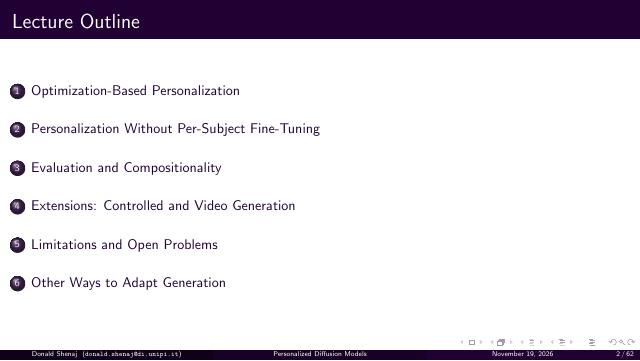 Lecture Outline
1 Optimization-Based Personalization
2 Personalization Without Per-Subject Fine-Tuning
3 Evaluation and Compositionality
4 Extensions: Controlled and Video Generation
5 Limitations and Open Problems
6 Other Ways to Adapt Generation
Donald Shenaj (donald.shenaj@di.unipi.it) Personalized Diffusion Models November 19, 2026 2 / 62